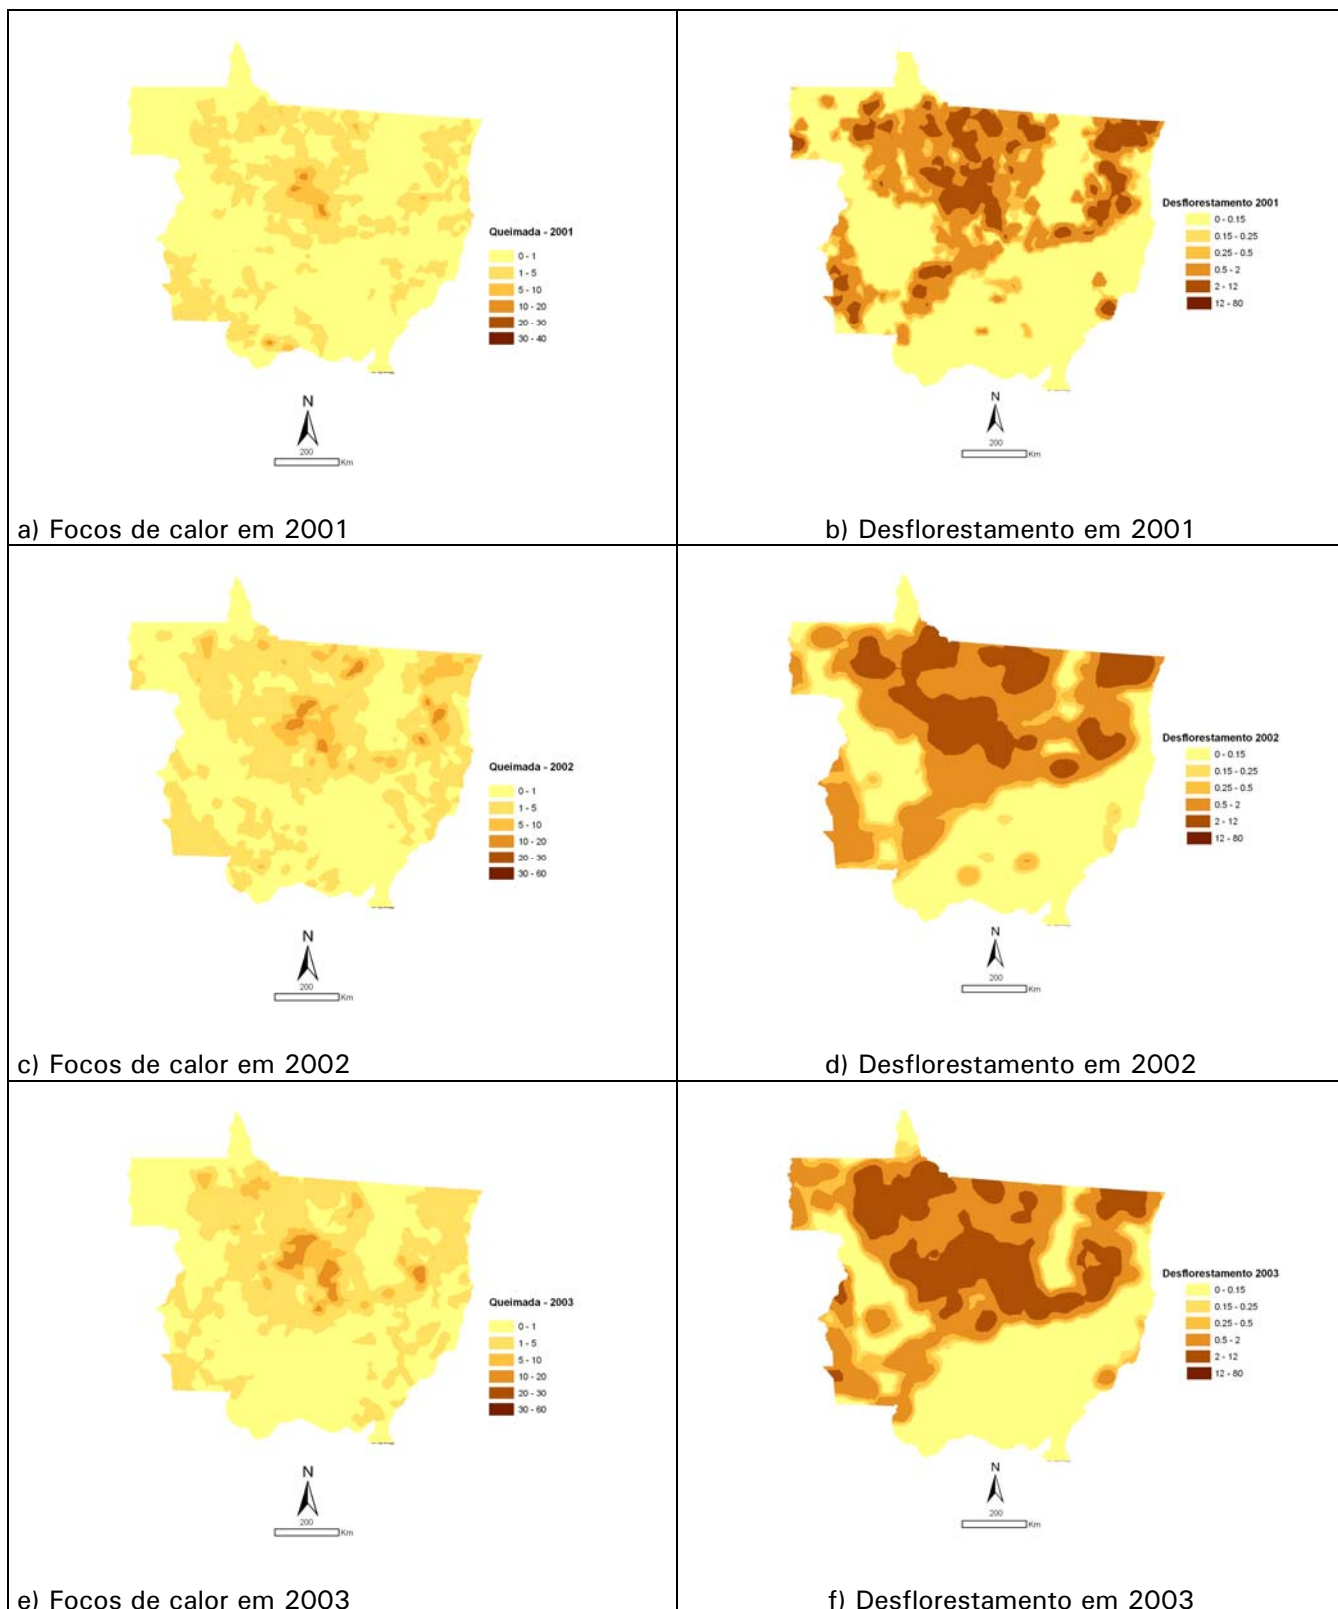 Queimada - 2001
0 - 1
1 - 5
5 - 10
10 - 20
20 - 30
30 - 40
N
200
Km
a) Focos de calor em 2001
Desflorestamento 2001
0 - 0.15
0.15 - 0.25
0.25 - 0.5
0.5 - 2
2 - 12
12 - 80
N
200
Km
b) Desflorestamento em 2001
Queimada - 2002
0 - 1
1 - 5
5 - 10
10 - 20
20 - 30
30 - 60
N
200
Km
c) Focos de calor em 2002
Desflorestamento 2002
0 - 0.15
0.15 - 0.25
0.25 - 0.5
0.5 - 2
2 - 12
12 - 80
N
200
Km
d) Desflorestamento em 2002
Queimada - 2003
0 - 1
1 - 5
5 - 10
10 - 20
20 - 30
30 - 60
N
200
Km
e) Focos de calor em 2003
Desflorestamento 2003
0 - 0.15
0.15 - 0.25
0.25 - 0.5
0.5 - 2
2 - 12
12 - 80
N
200
Km
f) Desflorestamento em 2003